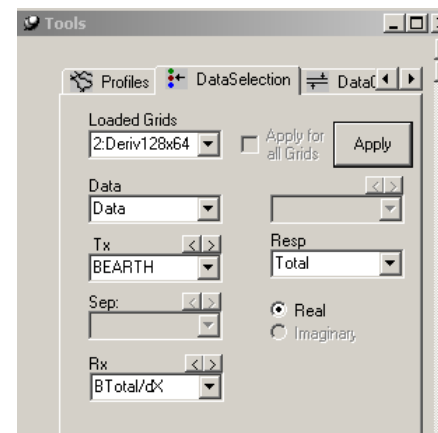 Tools
Profiles DataSelection
Loaded Grids
2:Deriv128x64
Apply for
all Grids
Apply
Data
Data
Tx
BEARTH
Resp
Total
Sep:
Real
Imaginary
Rx
BTotal/dX